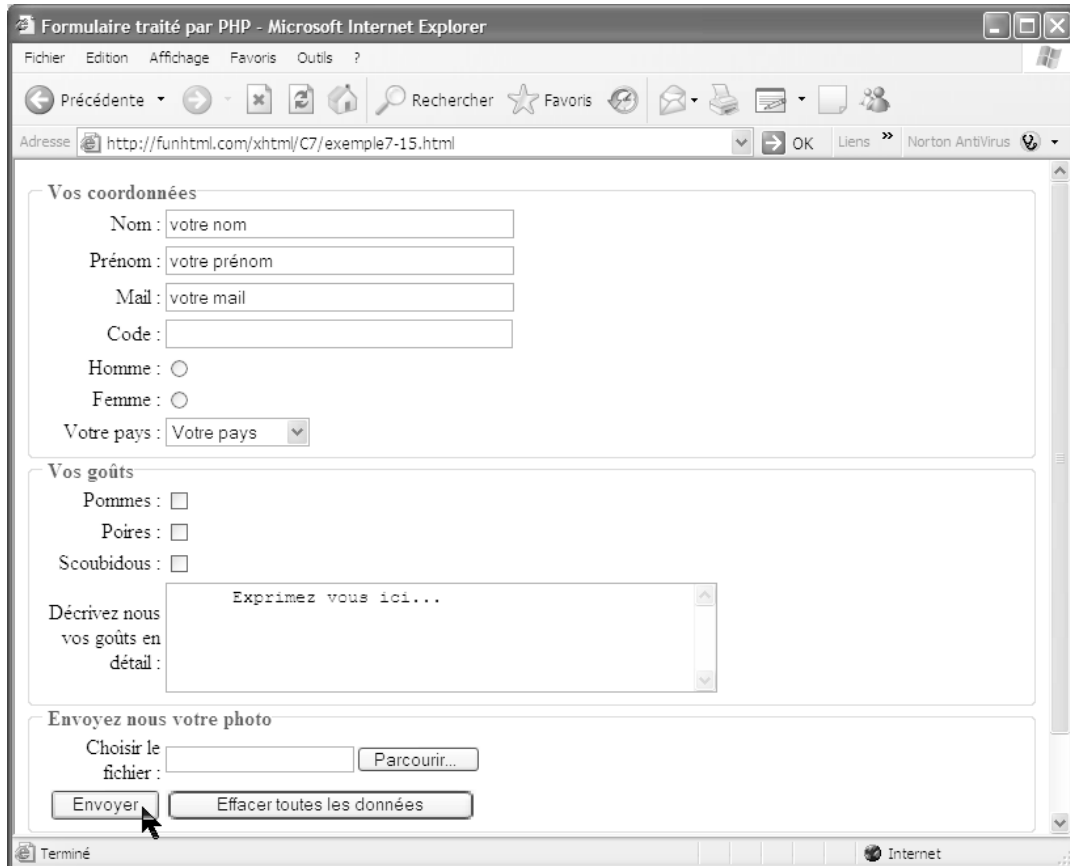 Formulaire traité par PHP - Microsoft Internet Explorer
Fichier Edition Affichage Favoris Outils ?
Précédente Rechercher Favoris
Adresse http://funhtml.com/xhtml/C7/exemple7-15.html OK Liens » Norton AntiVirus
Vos coordonnées
Nom : votre nom
Prénom : votre prénom
Mail : votre mail
Code :
Homme :
Femme :
Votre pays : Votre pays
Vos goûts
Pommes :
Poires :
Scoubidous :
Exprimez vous ici...
Décrivez nous
vos goûts en
détail :
Envoyez nous votre photo
Choisir le
fichier : Parcourir...
Envoyer Effacer toutes les données
Terminé Internet